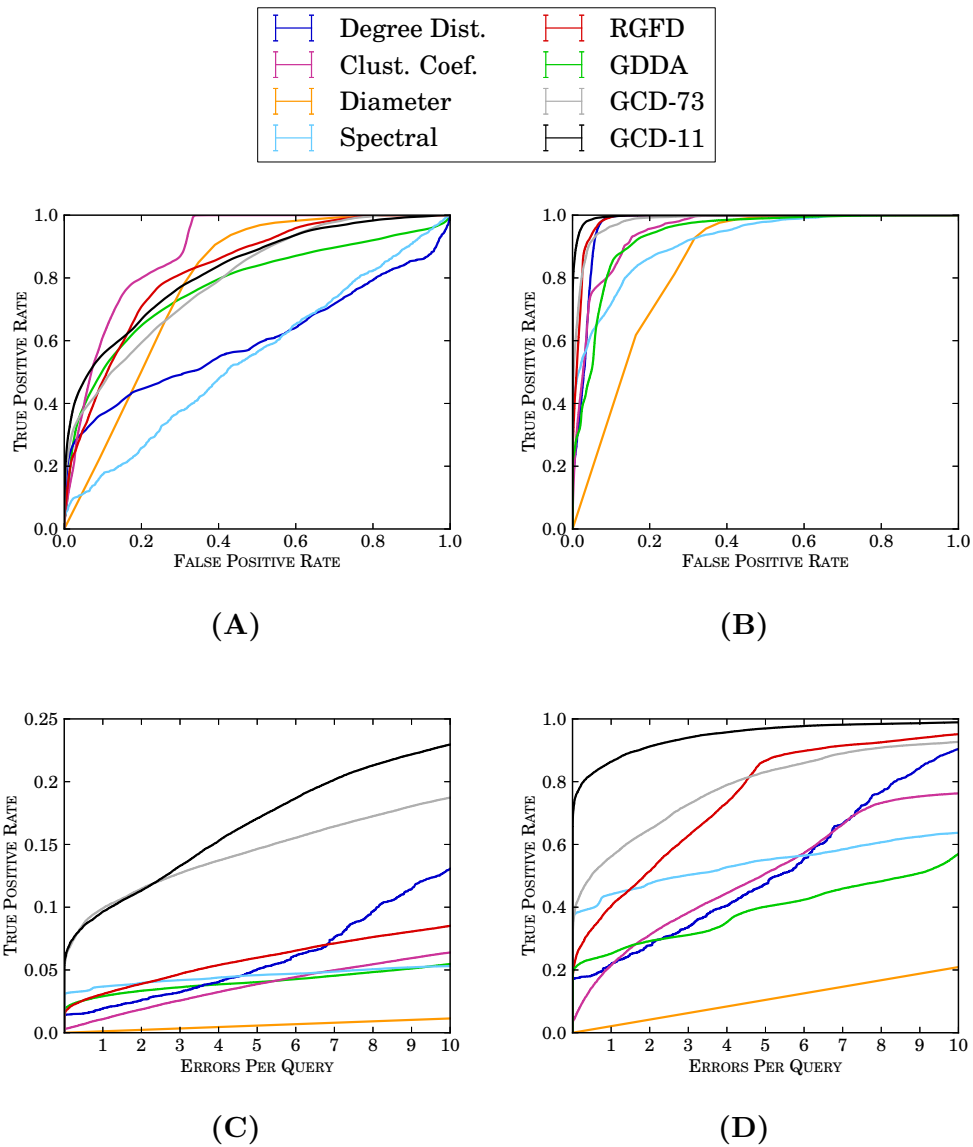 Degree Dist.
Clust. Coef.
Diameter
Spectral
RGFD
GDDA
GCD-73
GCD-11
1.0
0.8
0.6
0.4
0.2
0.0
0.0 0.2 0.4 0.6 0.8 1.0
True Positive Rate
False Positive Rate
(A)
1.0
0.8
0.6
0.4
0.2
0.0
0.0 0.2 0.4 0.6 0.8 1.0
True Positive Rate
False Positive Rate
(B)
0.25
0.2
0.15
0.1
0.05
0.0
1 2 3 4 5 6 7 8 9 10
True Positive Rate
Errors Per Query
(C)
1.0
0.8
0.6
0.4
0.2
0.0
1 2 3 4 5 6 7 8 9 10
True Positive Rate
Errors Per Query
(D)